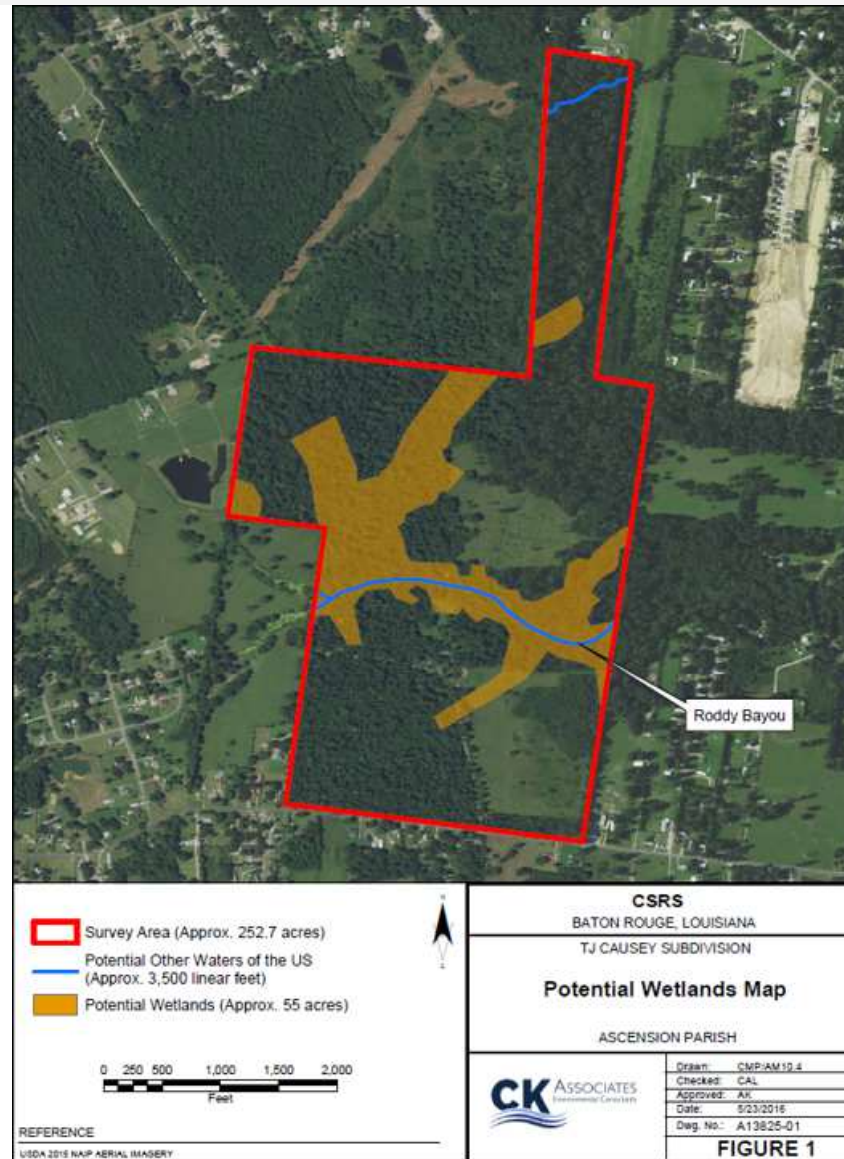 Roddy Bayou
Survey Area (Approx. 252.7 acres)
Potential Other Waters of the US
(Approx. 3,500 linear feet)
Potential Wetlands (Approx. 55 acres)
0 250 500 1,000 1,500 2,000
Feet
REFERENCE
USDA 2015 NAIP AERIAL IMAGERY
CSRS
BATON ROUGE, LOUISIANA
TJ CAUSEY SUBDIVISION
Potential Wetlands Map
ASCENSION PARISH
CK ASSOCIATES
Environmental Consultants
Drawn: CMP/AM10.4
Checked: CAL
Approved: AK
Date: 5/23/2016
Dwg. No.: A13825-01
FIGURE 1